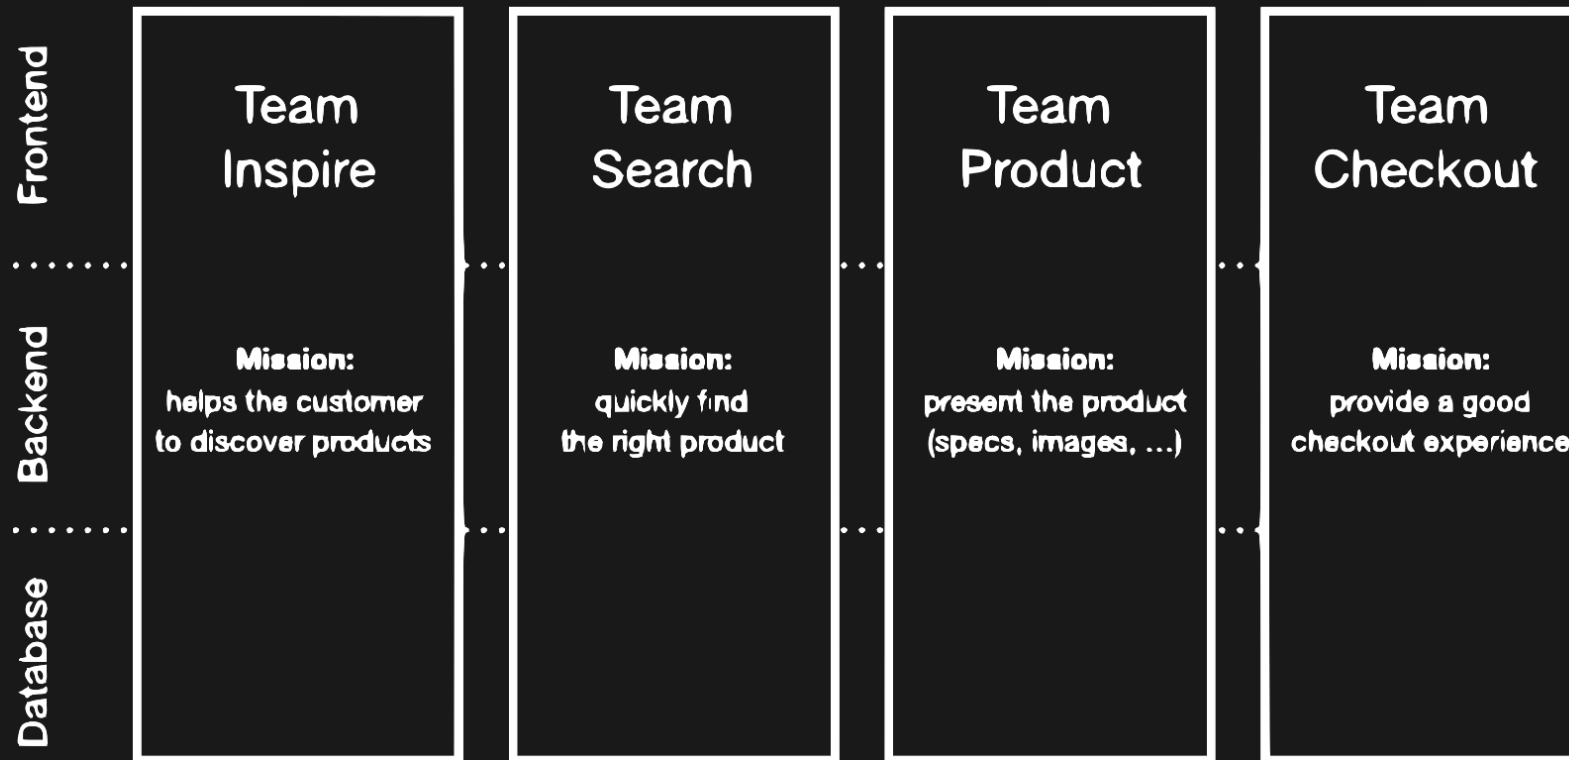 Frontend
Backend
Database
Team
Inspire
Mission:
helps the customer
to discover products
Team
Search
Mission:
quickly find
the right product
Team
Product
Mission:
present the product
(specs, images, ...)
Team
Checkout
Mission:
provide a good
checkout experience